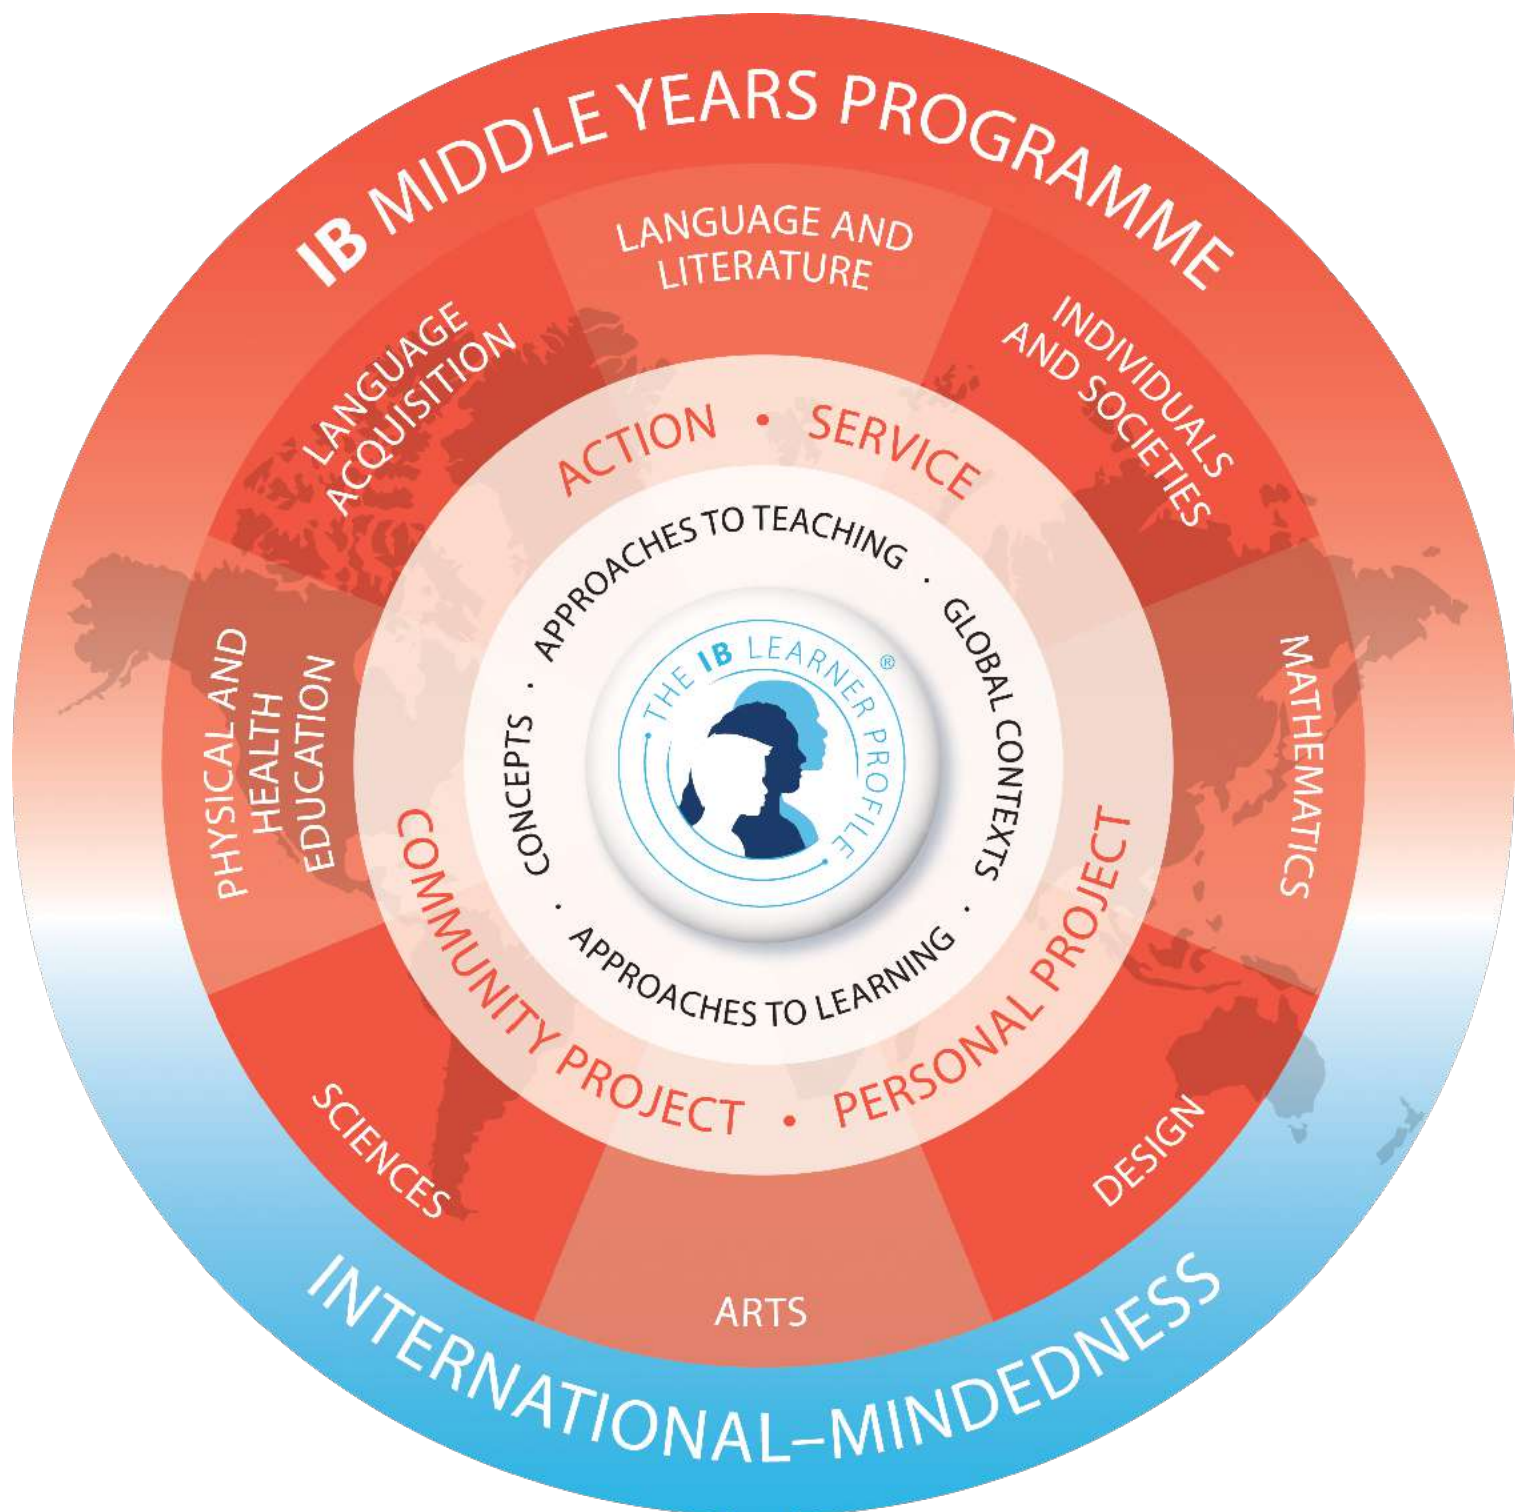 IB MIDDLE YEARS PROGRAMME
LANGUAGE AND
LITERATURE
INDIVIDUALS
AND SOCIETIES
MATHEMATICS
DESIGN
ARTS
SCIENCES
PHYSICAL AND
HEALTH
EDUCATION
LANGUAGE
ACQUISITION
ACTION • SERVICE
COMMUNITY PROJECT • PERSONAL PROJECT
APPROACHES TO TEACHING · GLOBAL CONTEXTS ·
APPROACHES TO LEARNING
· CONCEPTS ·
THE IB LEARNER PROFILE ®
INTERNATIONAL–MINDEDNESS